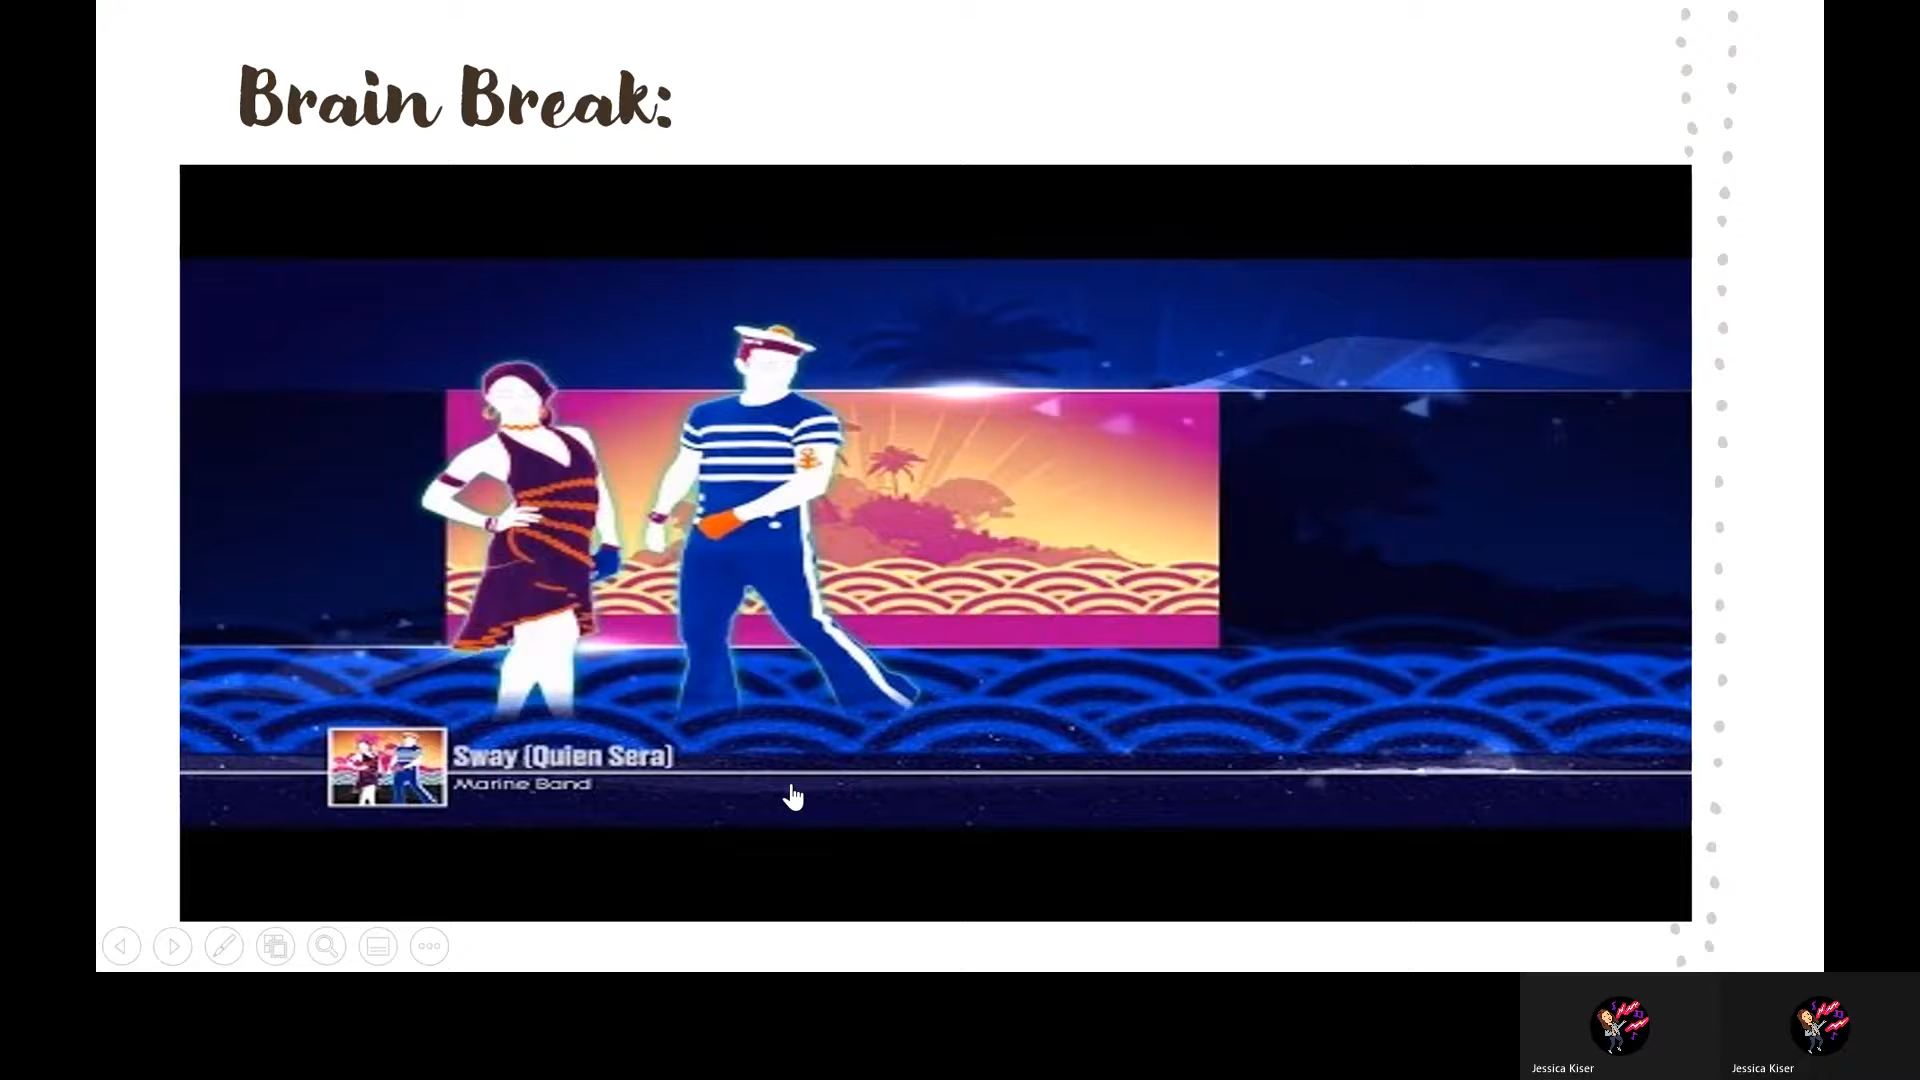 Brain Break:
Sway (Quien Sera)
Marine Band
Jessica Kiser
Jessica Kiser